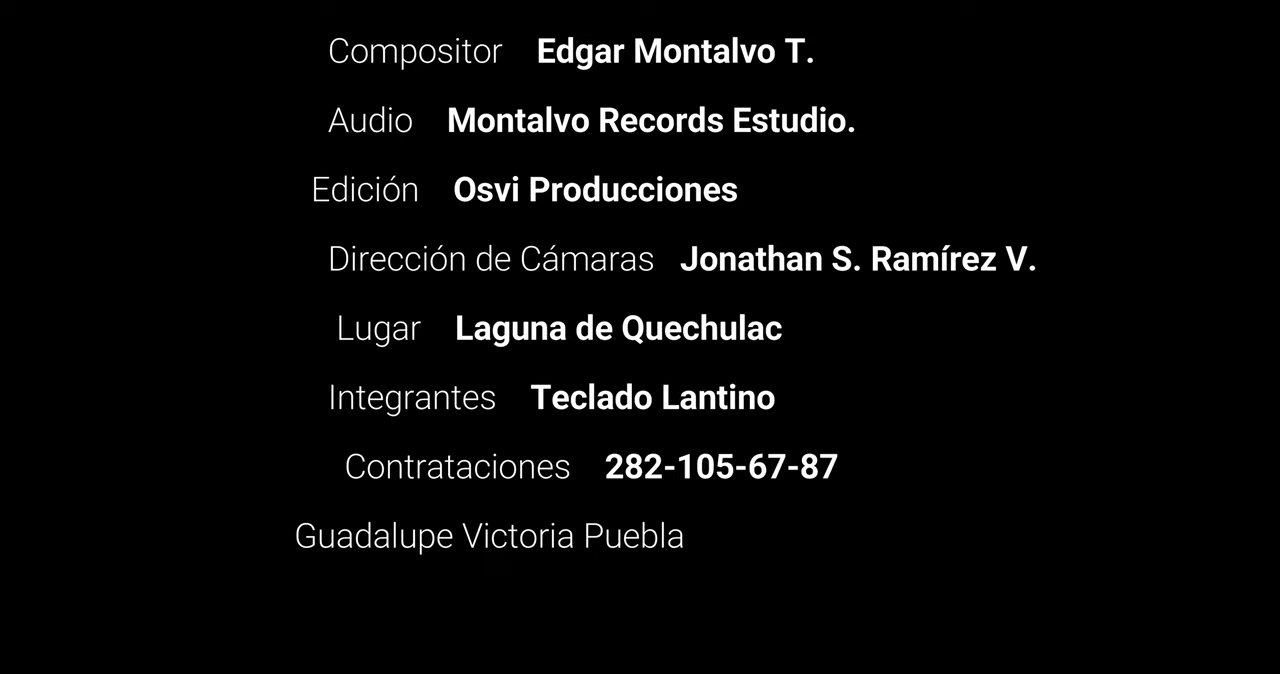 Compositor Edgar Montalvo T.
Audio Montalvo Records Estudio.
Edición Osvi Producciones
Dirección de Cámaras Jonathan S. Ramírez V.
Lugar Laguna de Quechulac
Integrantes Teclado Lantino
Contrataciones 282-105-67-87
Guadalupe Victoria Puebla